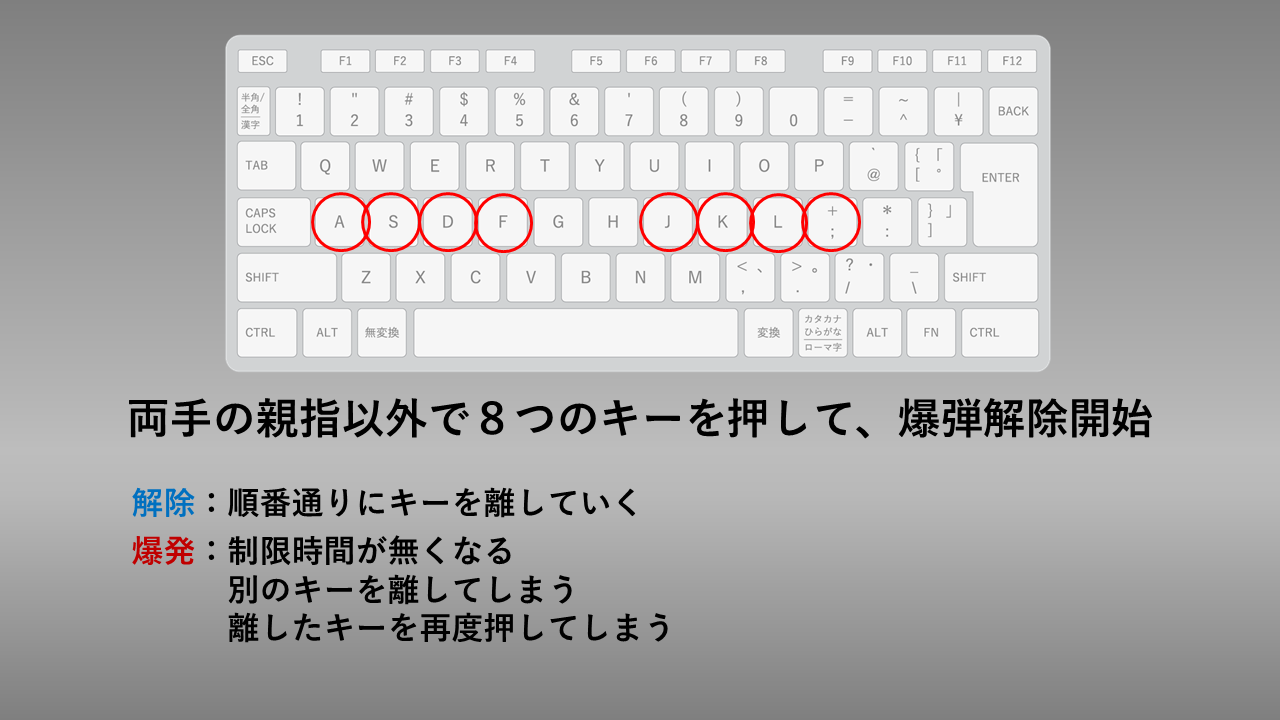 ESC F1 F2 F3 F4 F5 F6 F7 F8 F9 F10 F11 F12
半角/
全角
漢字
! " # $ % & ' ( ) = ~ |
1 2 3 4 5 6 7 8 9 0 − ^ ¥ BACK
TAB Q W E R T Y U I O P ` @ { 「 [ ° ENTER
CAPS
LOCK
A S D F G H J K L + ; * : } 」 ]
SHIFT Z X C V B N M < 、 , > 。 . ? ・ / _ \ SHIFT
CTRL ALT 無変換 変換
カタカナ
ひらがな
ローマ字
ALT FN CTRL
両手の親指以外で８つのキーを押して、爆弾解除開始
解除：順番通りにキーを離していく
爆発：制限時間が無くなる
別のキーを離してしまう
離したキーを再度押してしまう